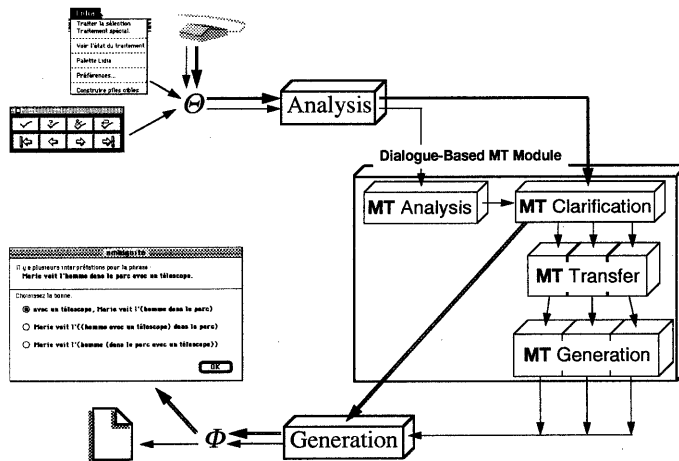 Lidia
Traiter la sélection
Traitement spécial.
Voir l'état du traitement
Palette Lidia
Préférences...
Construire piles cibles
Θ
Analysis
Dialogue-Based MT Module
MT Analysis
MT Clarification
MT Transfer
MT Generation
ambiguïté
Il y a plusieurs interprétations pour la phrase :
Marie voit l'homme dans le parc avec un télescope.
Choisissez la bonne.
avec un télescope, Marie voit l'(homme dans le parc)
Marie voit l'((homme avec un télescope) dans le parc)
Marie voit l'(homme (dans le parc avec un télescope))
OK
Φ
Generation